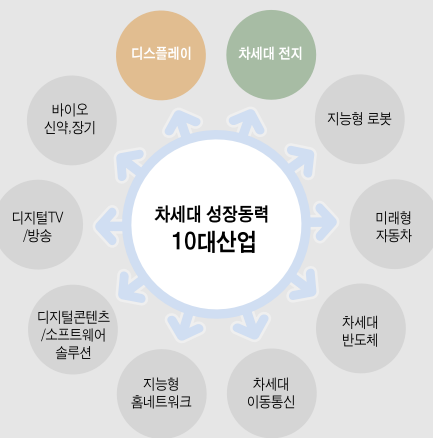 디스플레이
차세대 전지
지능형 로봇
미래형
자동차
차세대
반도체
차세대
이동통신
지능형
홈네트워크
디지털콘텐츠
/소프트웨어
솔루션
디지털TV
/방송
바이오
신약,장기
차세대 성장동력
10대산업